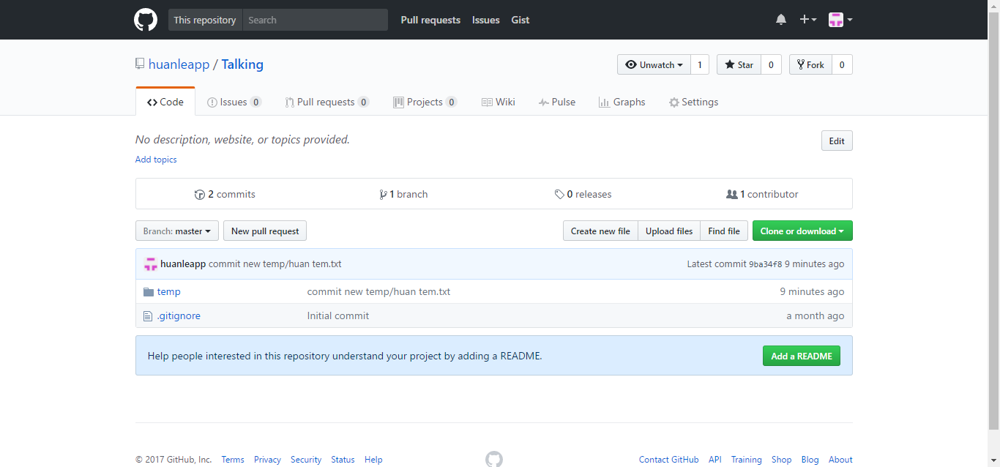 This repository Search Pull requests Issues Gist
huanleapp / Talking Unwatch 1 Star 0 Fork 0
Code Issues 0 Pull requests 0 Projects 0 Wiki Pulse Graphs Settings
No description, website, or topics provided. Edit
Add topics
2 commits 1 branch 0 releases 1 contributor
Branch: master New pull request Create new file Upload files Find file Clone or download
huanleapp commit new temp/huan tem.txt Latest commit 9ba34f8 9 minutes ago
temp commit new temp/huan tem.txt 9 minutes ago
.gitignore Initial commit a month ago
Help people interested in this repository understand your project by adding a README. Add a README
© 2017 GitHub, Inc. Terms Privacy Security Status Help Contact GitHub API Training Shop Blog About